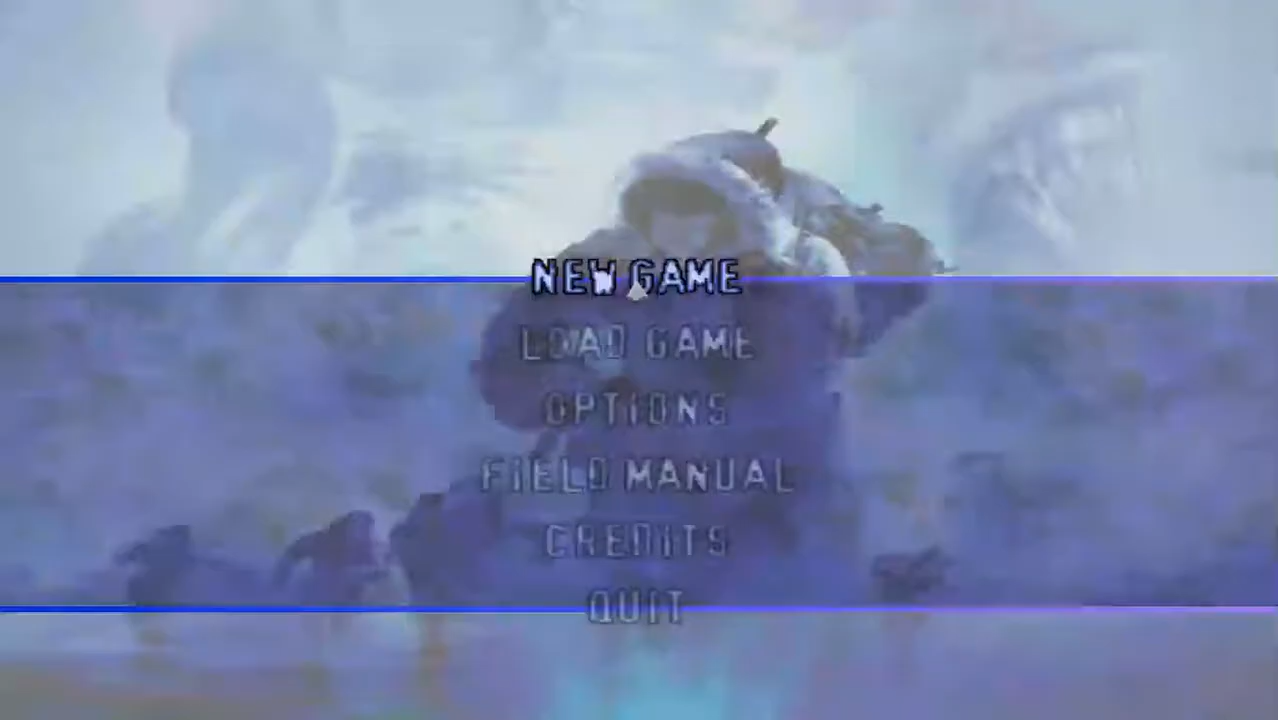 NEW GAME
LOAD GAME
OPTIONS
FIELD MANUAL
CREDITS
QUIT